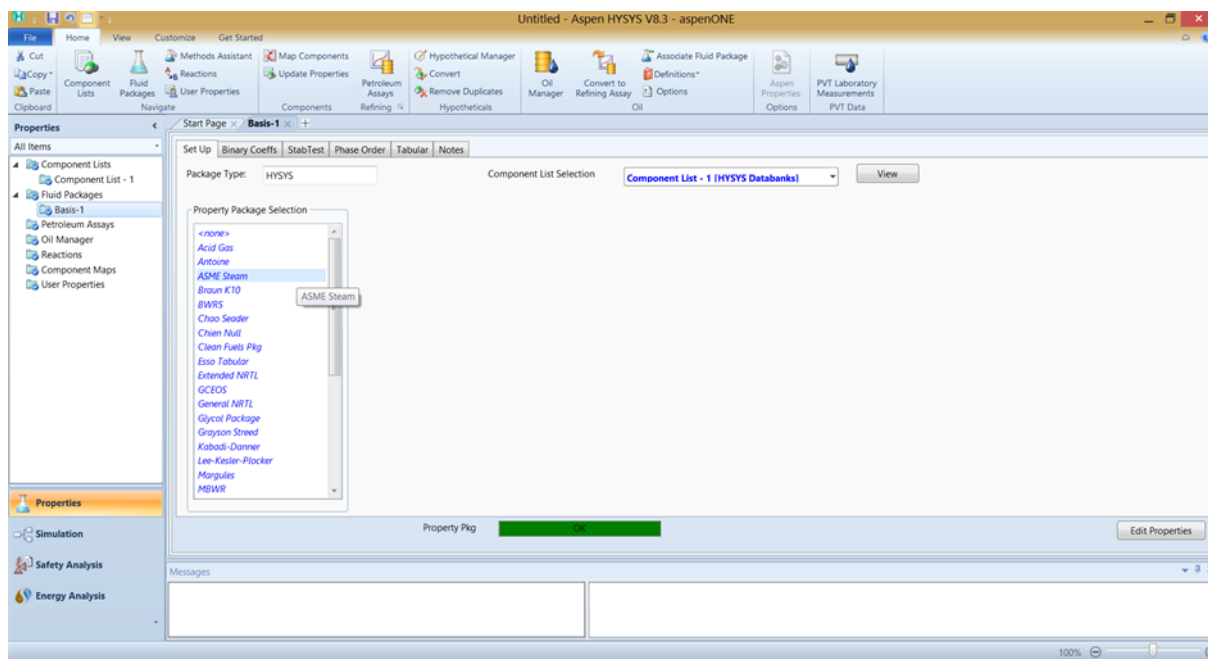 Untitled - Aspen HYSYS V8.3 - aspenONE
File Home View Customize Get Started
Cut
Copy
Paste
Clipboard
Component Lists
Fluid Packages
Methods Assistant
Reactions
User Properties
Navigate
Map Components
Update Properties
Components
Petroleum Assays
Refining
Hypothetical Manager
Convert
Remove Duplicates
Hypotheticals
Oil Manager
Convert to Refining Assay
Associate Fluid Package
Definitions
Options
Oil
Aspen Properties
Options
PVT Laboratory Measurements
PVT Data
Properties
All Items
Component Lists
Component List - 1
Fluid Packages
Basis-1
Petroleum Assays
Oil Manager
Reactions
Component Maps
User Properties
Properties
Simulation
Safety Analysis
Energy Analysis
Start Page Basis-1
Set Up Binary Coeffs StabTest Phase Order Tabular Notes
Package Type: HYSYS Component List Selection Component List - 1 [HYSYS Databanks] View
Property Package Selection
<none>
Acid Gas
Antoine
ASME Steam
Braun K10
ASME Steam
BWRS
Chao Seader
Chien Null
Clean Fuels Pkg
Esso Tabular
Extended NRTL
GCEOS
General NRTL
Glycol Package
Grayson Streed
Kabadi-Danner
Lee-Kesler-Plocker
Margules
MBWR
Property Pkg OK Edit Properties
Messages
100%